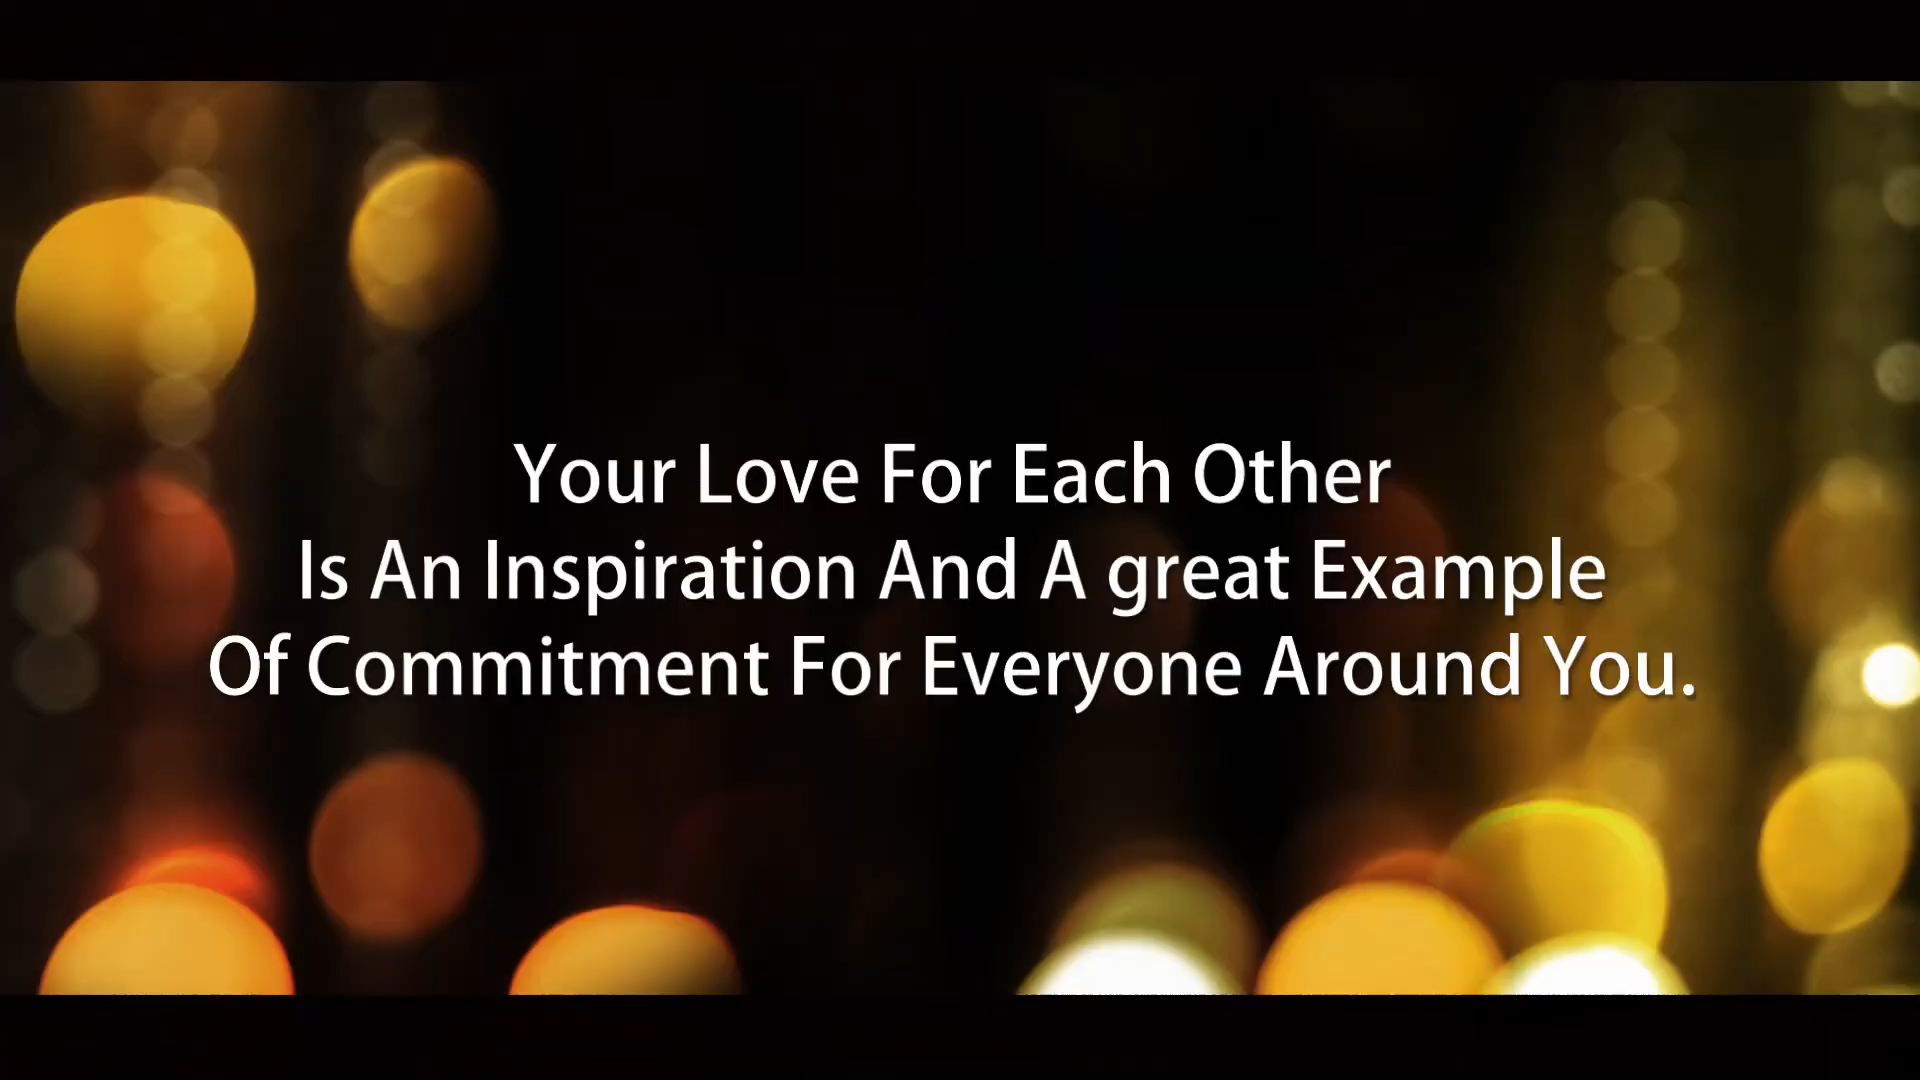 Your Love For Each Other
Is An Inspiration And A great Example
Of Commitment For Everyone Around You.